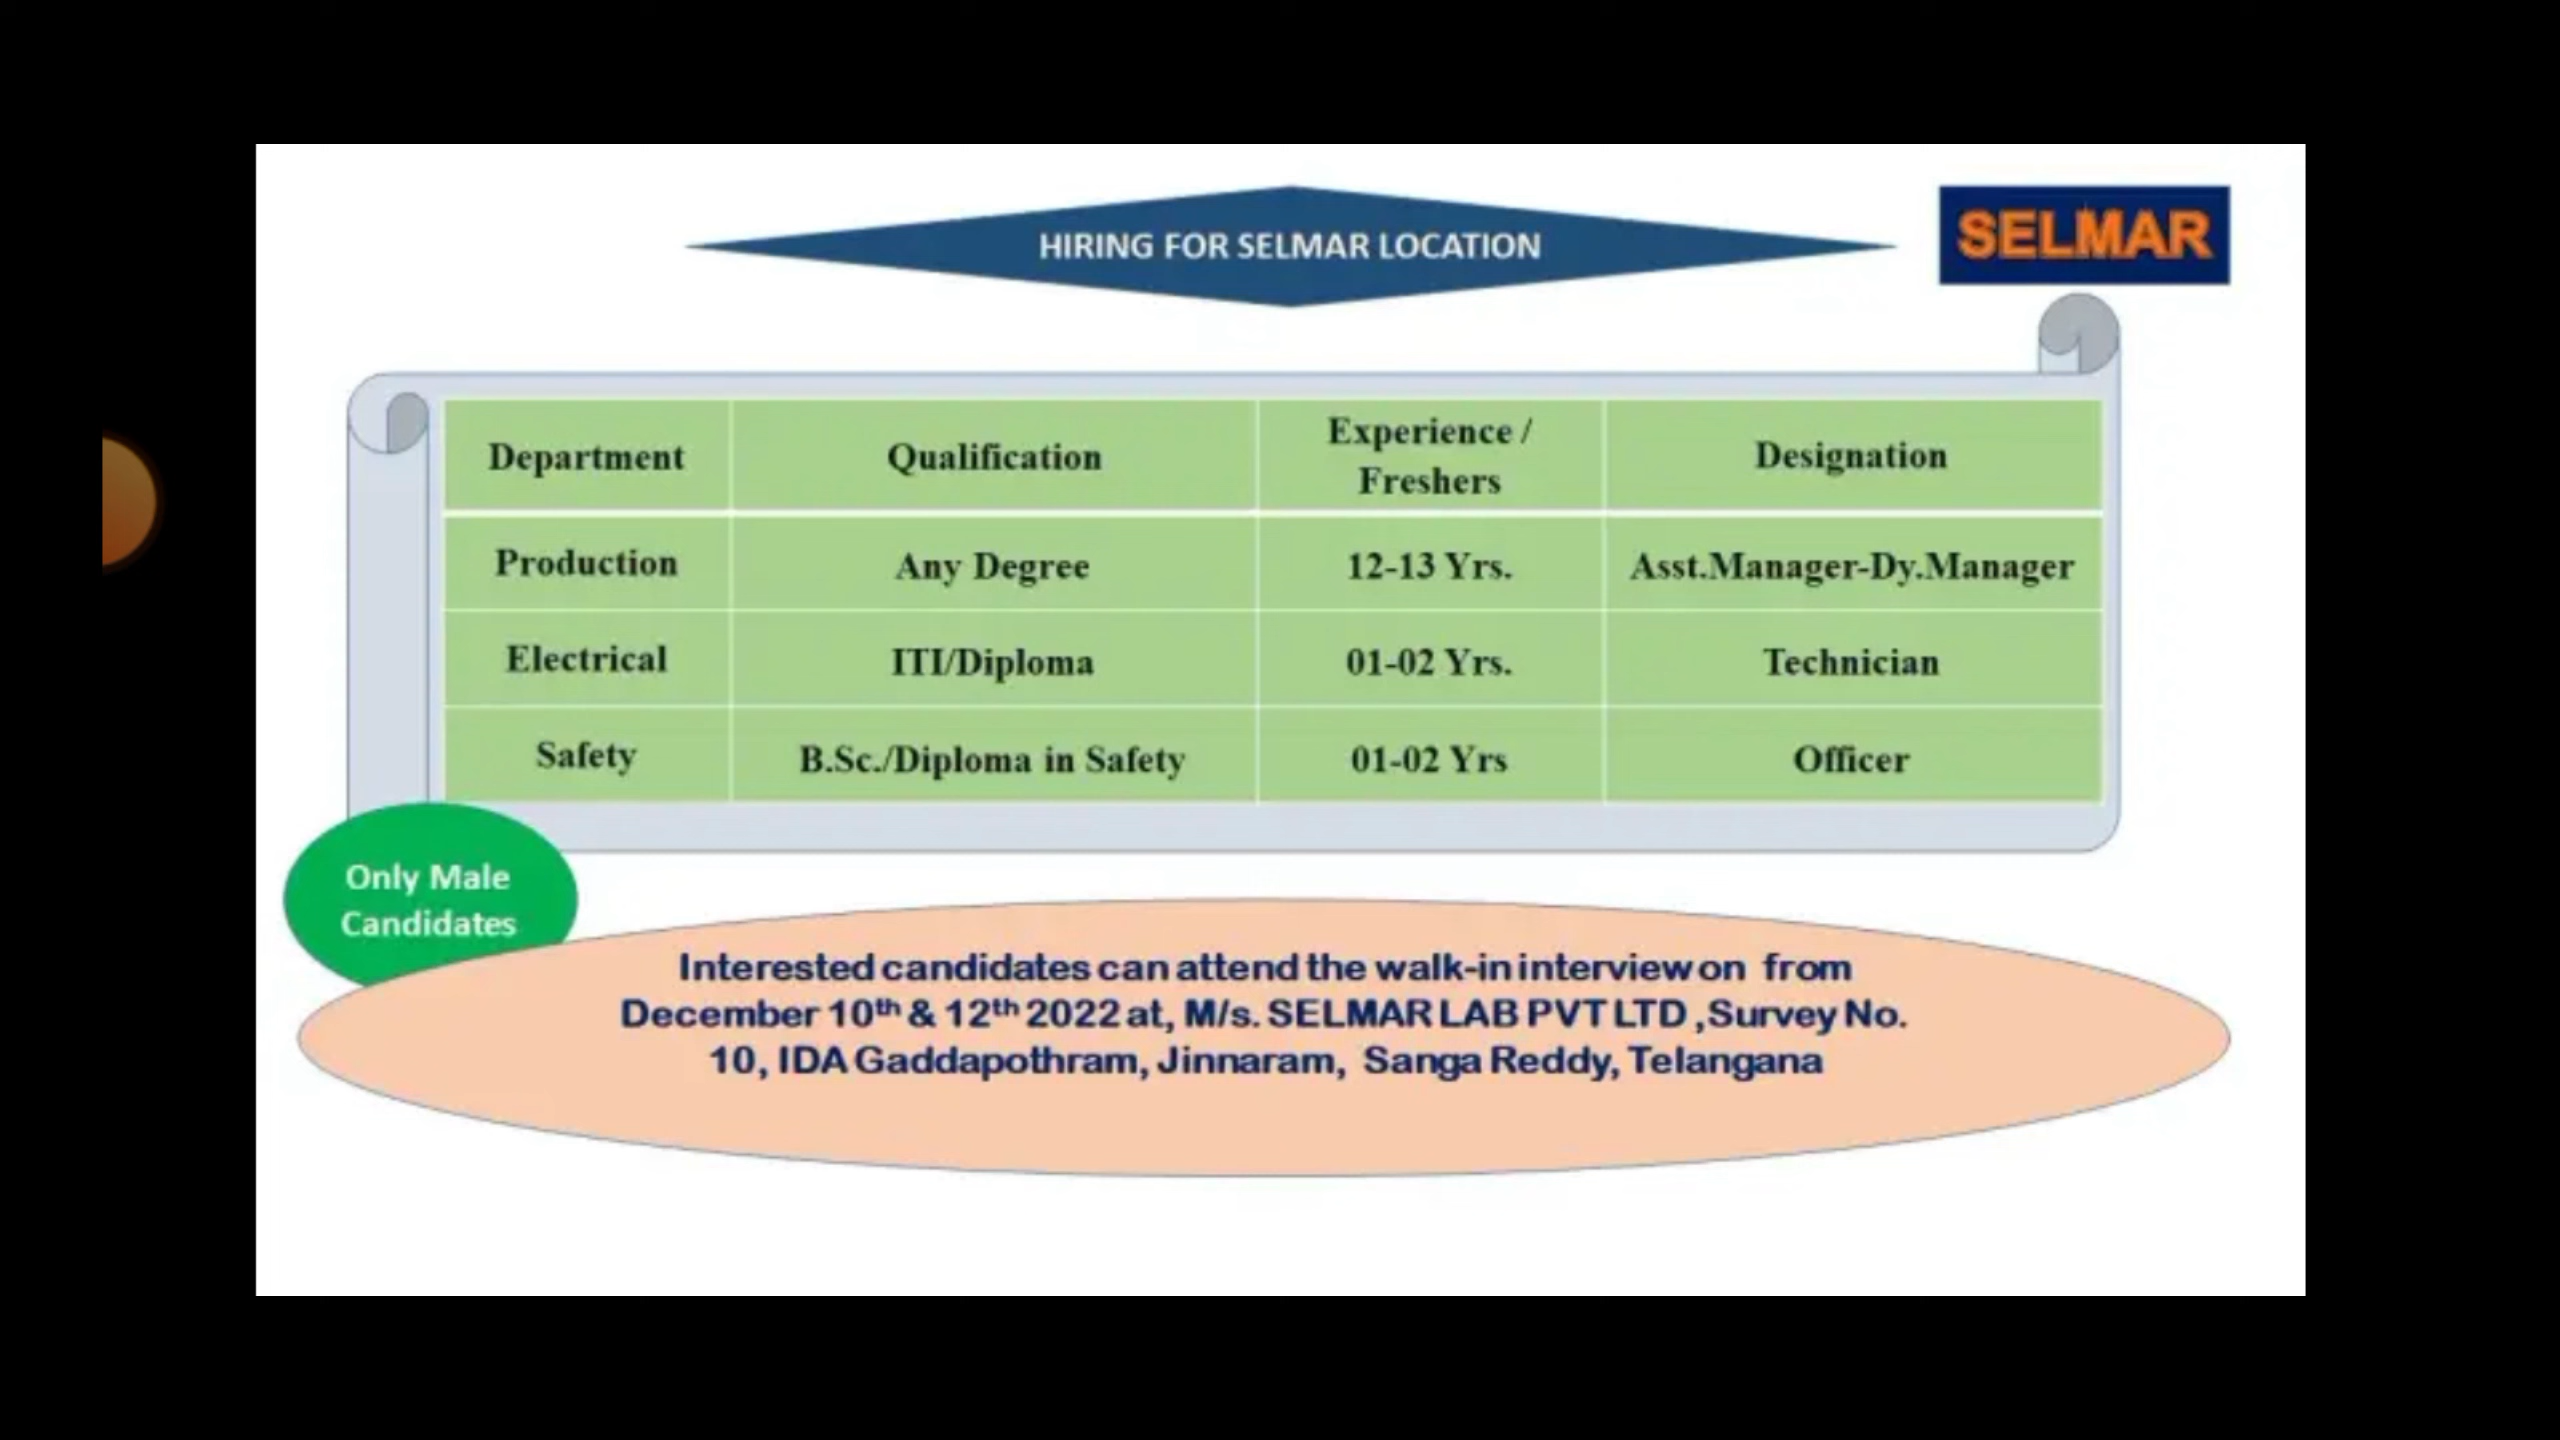 HIRING FOR SELMAR LOCATION
SELMAR
Department Qualification Experience / Freshers Designation
Production Any Degree 12-13 Yrs. Asst.Manager-Dy.Manager
Electrical ITI/Diploma 01-02 Yrs. Technician
Safety B.Sc./Diploma in Safety 01-02 Yrs Officer
Only Male
Candidates
Interested candidates can attend the walk-in interview on from
December 10th & 12th 2022 at, M/s. SELMAR LAB PVT LTD ,Survey No.
10, IDA Gaddapothram, Jinnaram, Sanga Reddy, Telangana